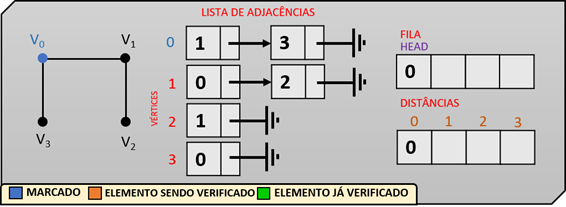 LISTA DE ADJACÊNCIAS
V0
V1
V3
V2
VÉRTICES
0 1 3
1 0 2
2 1
3 0
FILA
HEAD
0
DISTÂNCIAS
0 1 2 3
0
MARCADO ELEMENTO SENDO VERIFICADO ELEMENTO JÁ VERIFICADO